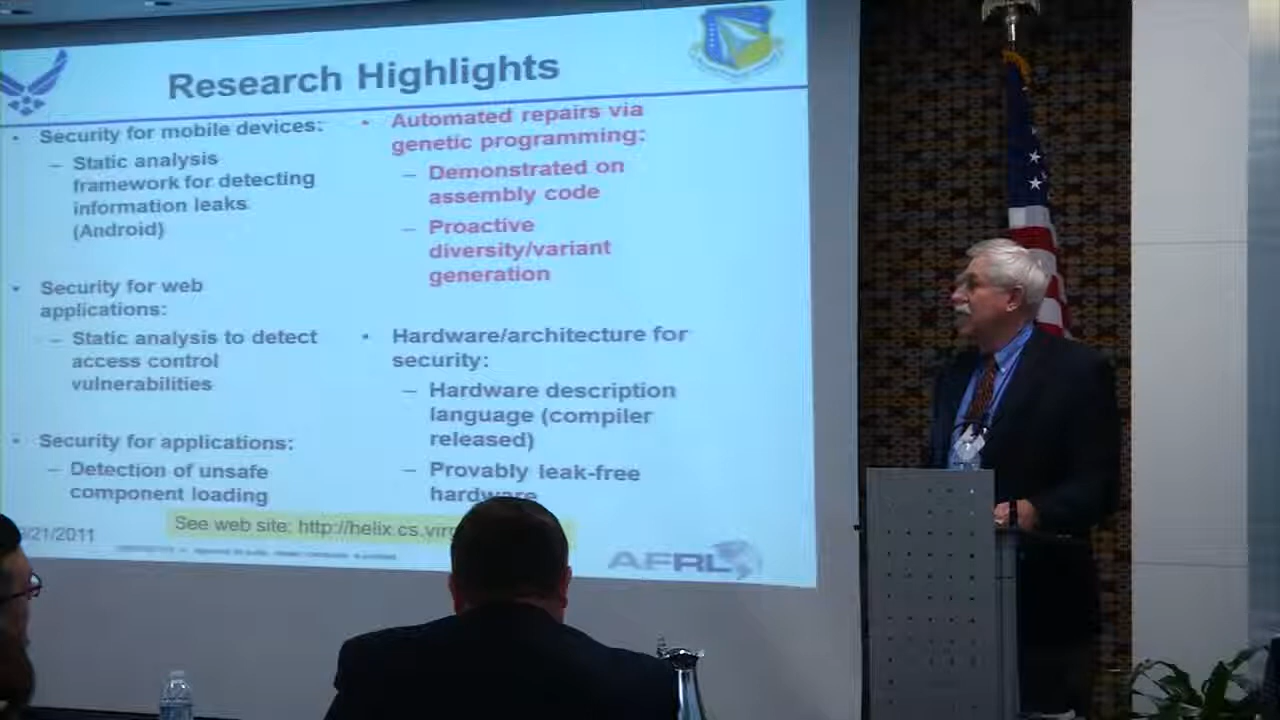 Research Highlights
• Security for mobile devices:
– Static analysis
framework for detecting
information leaks
(Android)
• Security for web
applications:
– Static analysis to detect
access control
vulnerabilities
• Security for applications:
– Detection of unsafe
component loading
• Automated repairs via
genetic programming:
– Demonstrated on
assembly code
– Proactive
diversity/variant
generation
• Hardware/architecture for
security:
– Hardware description
language (compiler
released)
– Provably leak-free
hardware
See web site: http://helix.cs.virg
/21/2011
AFRL